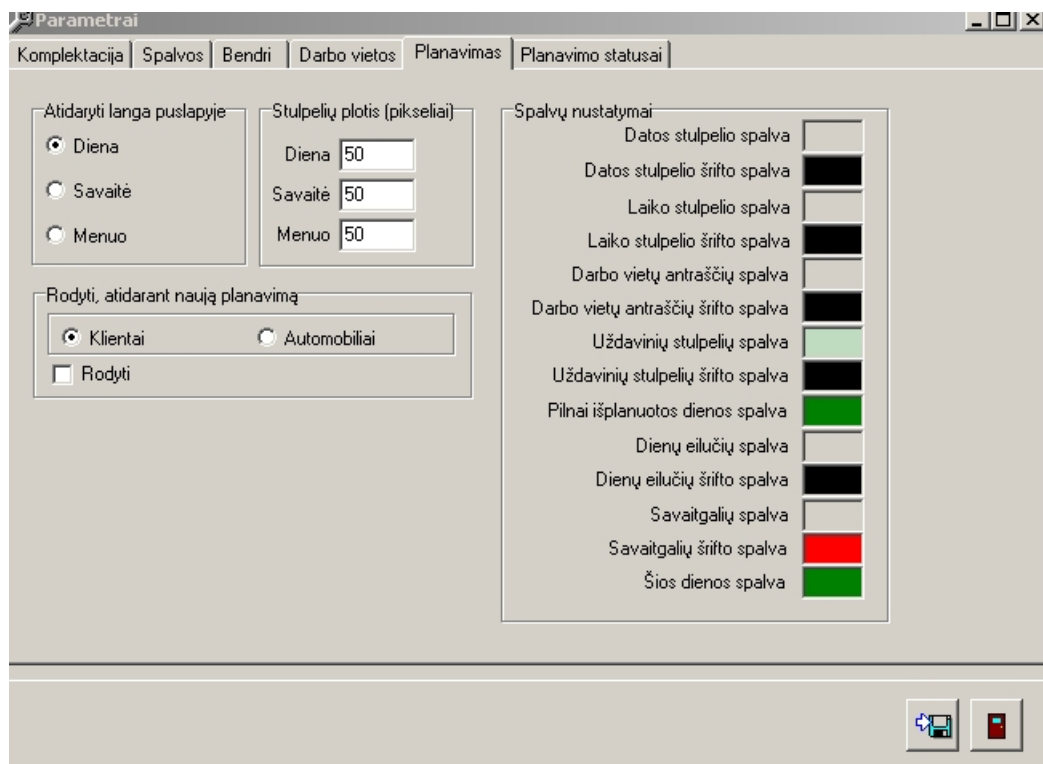 Parametrai
Komplektacija Spalvos Bendri Darbo vietos Planavimas Planavimo statusai
Atidaryti langa puslapyje
Diena
Savaitė
Menuo
Stulpelių plotis (pikseliai)
Diena 50
Savaitė 50
Menuo 50
Rodyti, atidarant naują planavimą
Klientai Automobiliai
Rodyti
Spalvų nustatymai
Datos stulpelio spalva
Datos stulpelio šrifto spalva
Laiko stulpelio spalva
Laiko stulpelio šrifto spalva
Darbo vietų antraščių spalva
Darbo vietų antraščių šrifto spalva
Uždavinių stulpelių spalva
Uždavinių stulpelių šrifto spalva
Pilnai išplanuotos dienos spalva
Dienų eilučių spalva
Dienų eilučių šrifto spalva
Savaitgalių spalva
Savaitgalių šrifto spalva
Šios dienos spalva